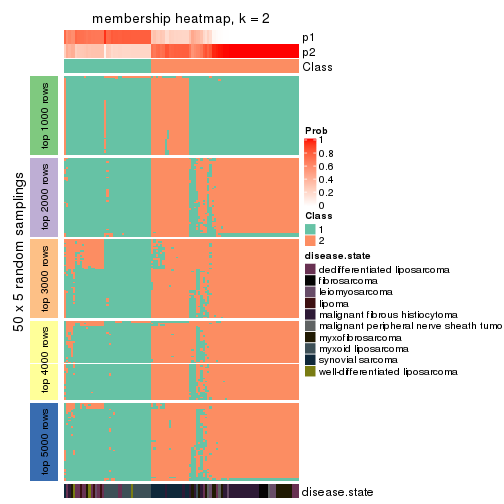 membership heatmap, k = 2
p1
p2
Class
50 x 5 random samplings
top 1000 rows
top 2000 rows
top 3000 rows
top 4000 rows
top 5000 rows
disease.state
Prob
1
0.8
0.6
0.4
0.2
0
Class
1
2
disease.state
dedifferentiated liposarcoma
fibrosarcoma
leiomyosarcoma
lipoma
malignant fibrous histiocytoma
malignant peripheral nerve sheath tumo
myxofibrosarcoma
myxoid liposarcoma
synovial sarcoma
well-differentiated liposarcoma